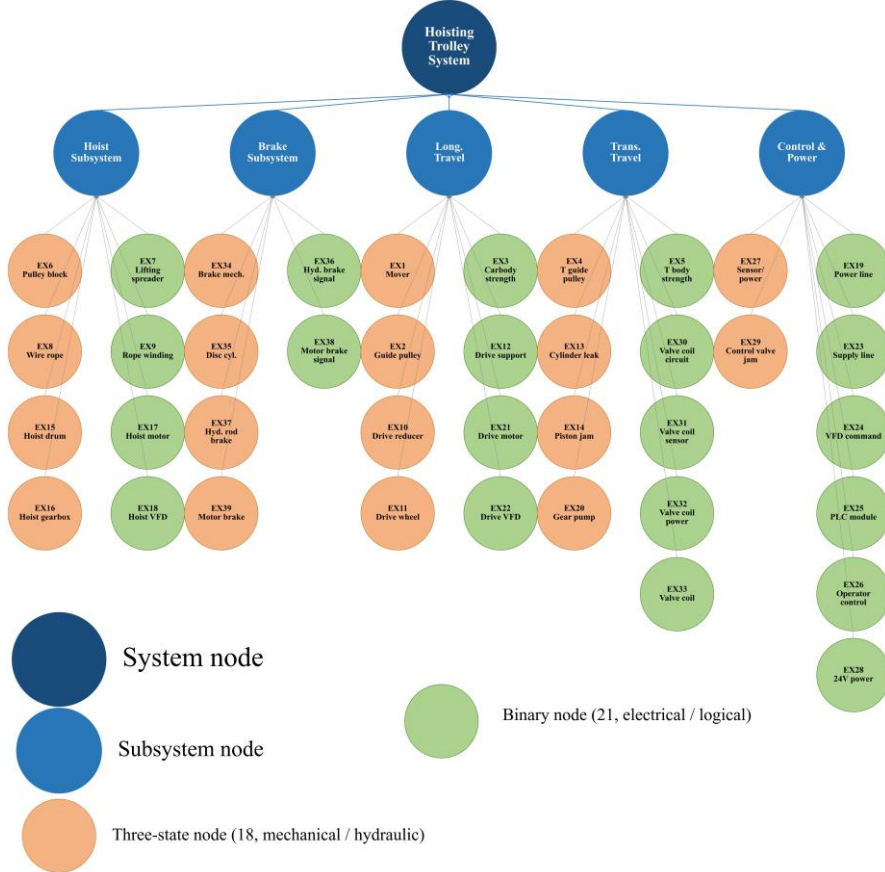 Hoisting
Trolley
System
Hoist
Subsystem
Brake
Subsystem
Long.
Travel
Trans.
Travel
Control &
Power
EX6
Pulley block
EX7
Lifting
spreader
EX34
Brake mech.
EX36
Hyd. brake
signal
EX1
Mover
EX3
Carbody
strength
EX4
T guide
pulley
EX5
T body
strength
EX27
Sensor/
power
EX19
Power line
EX8
Wire rope
EX9
Rope winding
EX35
Disc cyl.
EX38
Motor brake
signal
EX2
Guide pulley
EX12
Drive support
EX13
Cylinder leak
EX30
Valve coil
circuit
EX29
Control valve
jam
EX23
Supply line
EX15
Hoist drum
EX17
Hoist motor
EX37
Hyd. rod
brake
EX10
Drive reducer
EX21
Drive motor
EX14
Piston jam
EX31
Valve coil
sensor
EX24
VFD command
EX16
Hoist gearbox
EX18
Hoist VFD
EX39
Motor brake
EX11
Drive wheel
EX22
Drive VFD
EX20
Gear pump
EX32
Valve coil
power
EX25
PLC module
EX33
Valve coil
EX26
Operator
control
EX28
24V power
System node
Subsystem node
Binary node (21, electrical / logical)
Three-state node (18, mechanical / hydraulic)